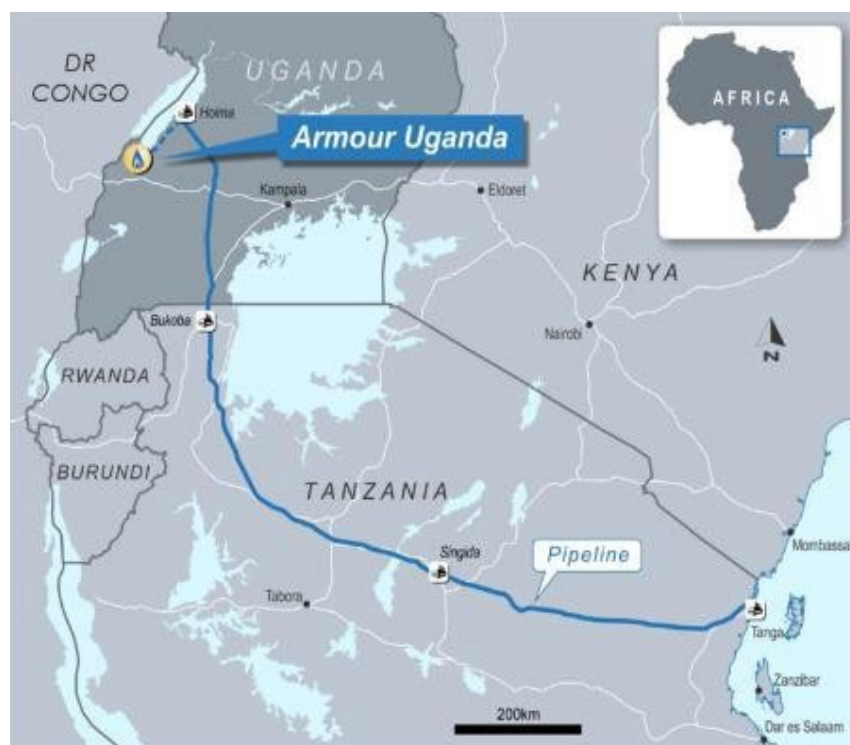 DR
CONGO
UGANDA
AFRICA
Hoima
Armour Uganda
Kampala
Eldoret
KENYA
Bukoba
Nairobi
N
RWANDA
BURUNDI
TANZANIA
Singida
Pipeline
Mombassa
Tabora
Tanga
Zanzibar
200km
Dar es Salaam